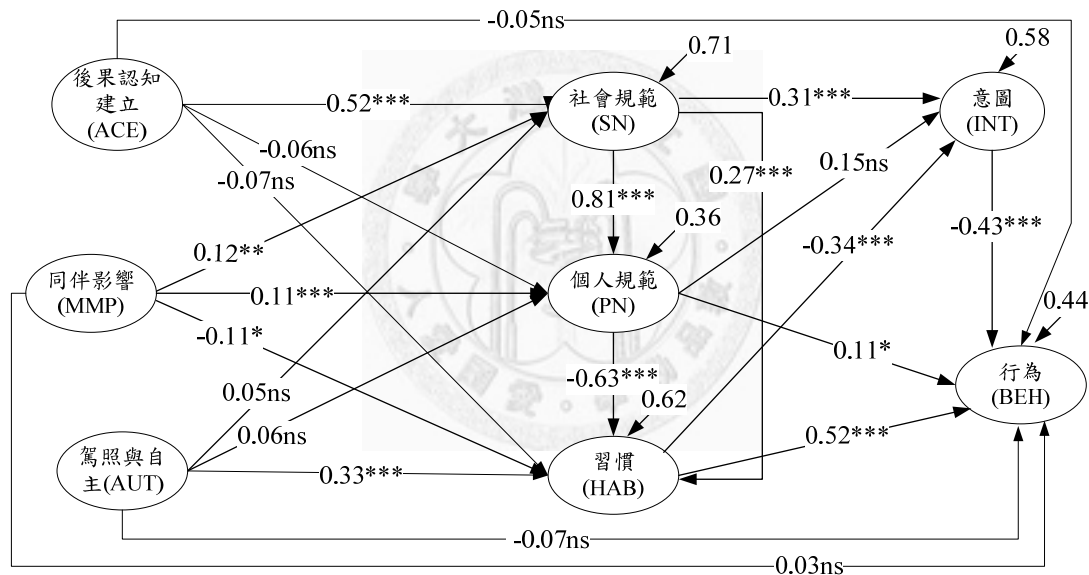 -0.05ns
0.71
0.58
後果認知
建立
(ACE)
0.52***
社會規範
(SN)
0.31***
意圖
(INT)
-0.06ns
-0.07ns
0.15ns
0.27***
0.81***
0.36
-0.34***
-0.43***
0.12**
同伴影響
(MMP)
0.11***
個人規範
(PN)
-0.11*
0.44
0.11*
行為
(BEH)
-0.63***
0.62
0.05ns
0.06ns
駕照與自
主(AUT)
0.33***
習慣
(HAB)
0.52***
-0.07ns
0.03ns